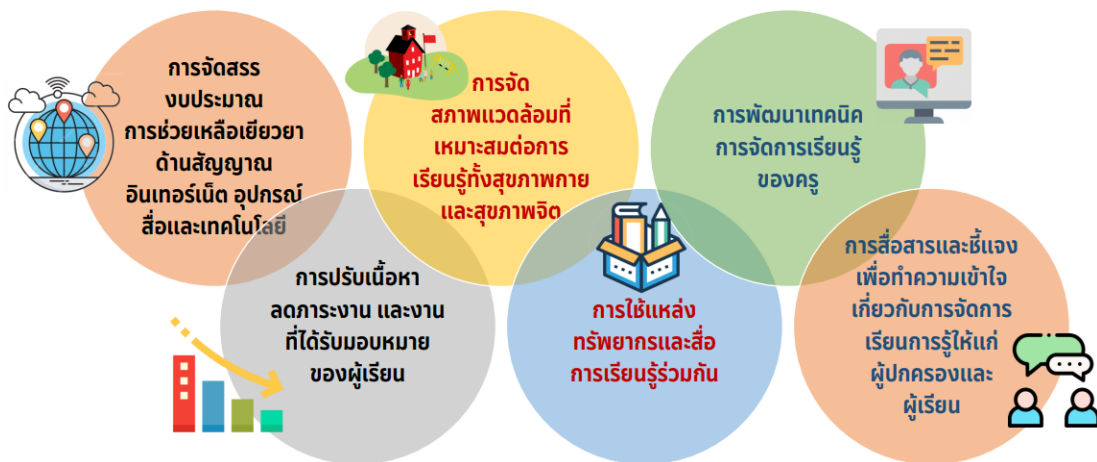 การจัดสรร
งบประมาณ
การช่วยเหลือเยียวยา
ด้านสัญญาณ
อินเทอร์เน็ต อุปกรณ์
สื่อและเทคโนโลยี
การปรับเนื้อหา
ลดภาระงาน และงาน
ที่ได้รับมอบหมาย
ของผู้เรียน
การจัด
สภาพแวดล้อมที่
เหมาะสมต่อการ
เรียนรู้ทั้งสุขภาพกาย
และสุขภาพจิต
การใช้แหล่ง
ทรัพยากรและสื่อ
การเรียนรู้ร่วมกัน
การพัฒนาเทคนิค
การจัดการเรียนรู้
ของครู
การสื่อสารและชี้แจง
เพื่อทำความเข้าใจ
เกี่ยวกับการจัดการ
เรียนการรู้ให้แก่
ผู้ปกครองและ
ผู้เรียน